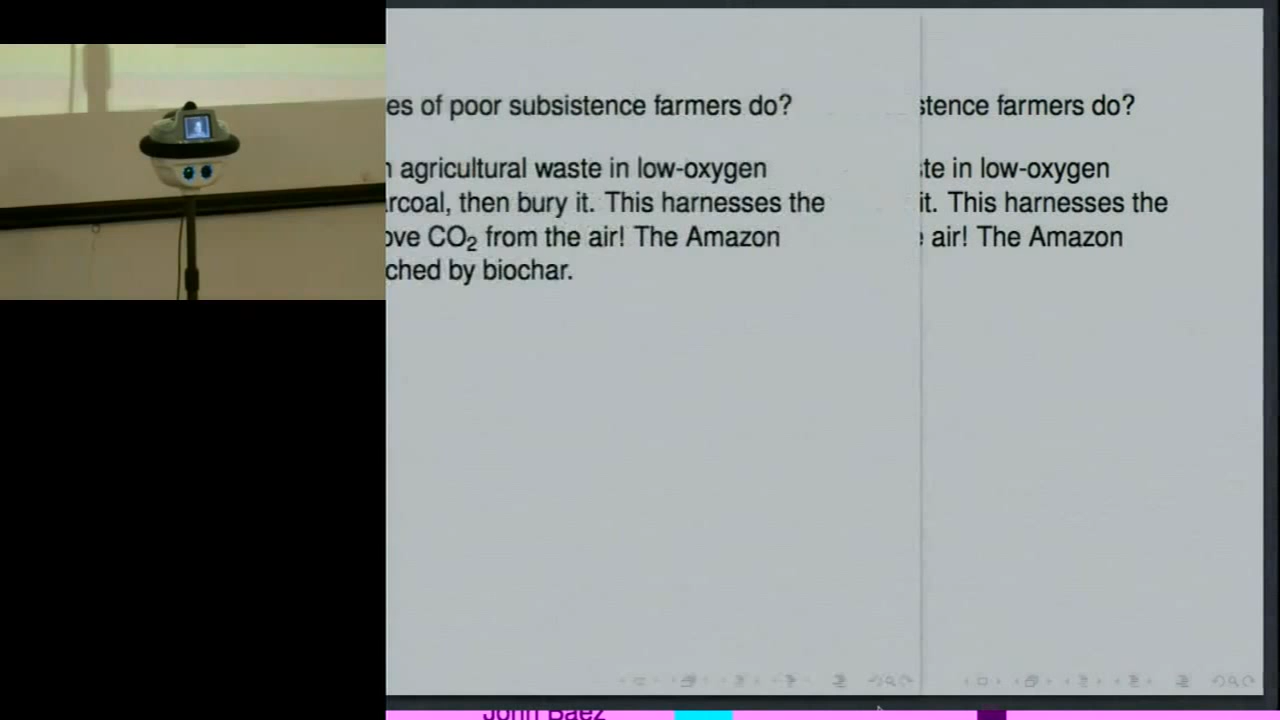 es of poor subsistence farmers do?
agricultural waste in low-oxygen
rcoal, then bury it. This harnesses the
ove CO₂ from the air! The Amazon
ched by biochar.
stence farmers do?
ste in low-oxygen
it. This harnesses the
air! The Amazon
John Baez